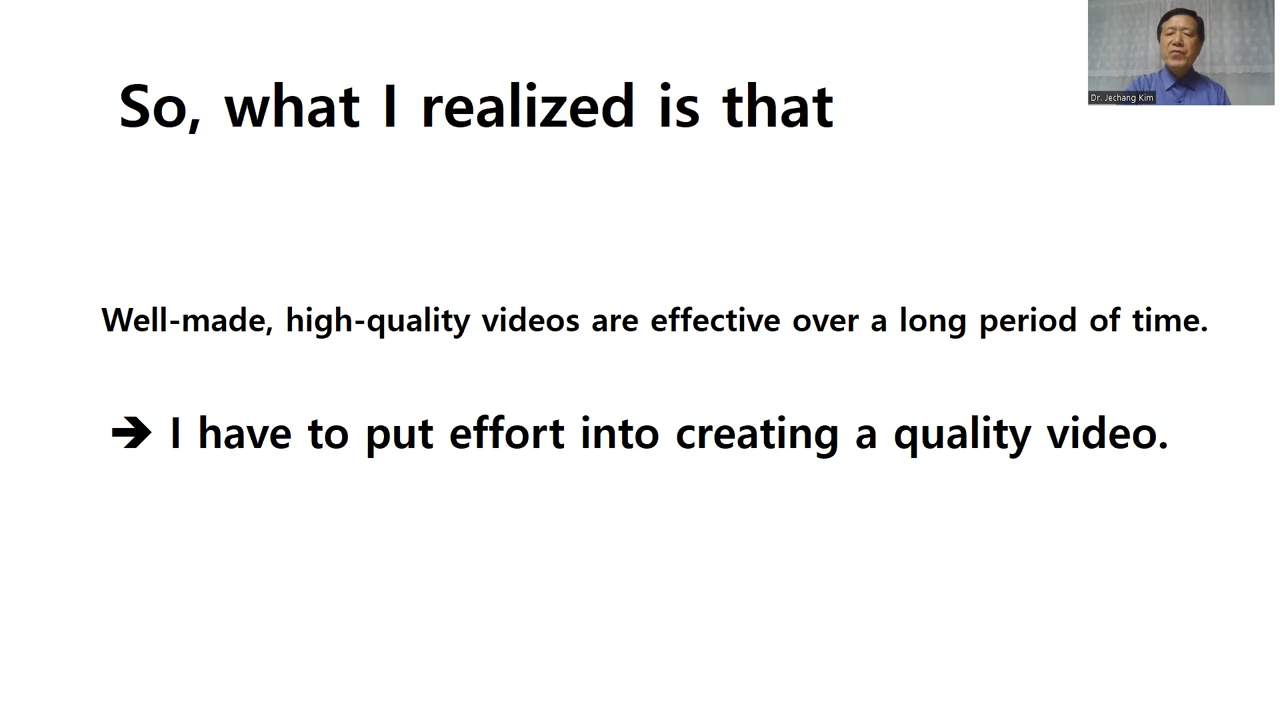 Dr. Jechang Kim
So, what I realized is that
Well-made, high-quality videos are effective over a long period of time.
➔ I have to put effort into creating a quality video.